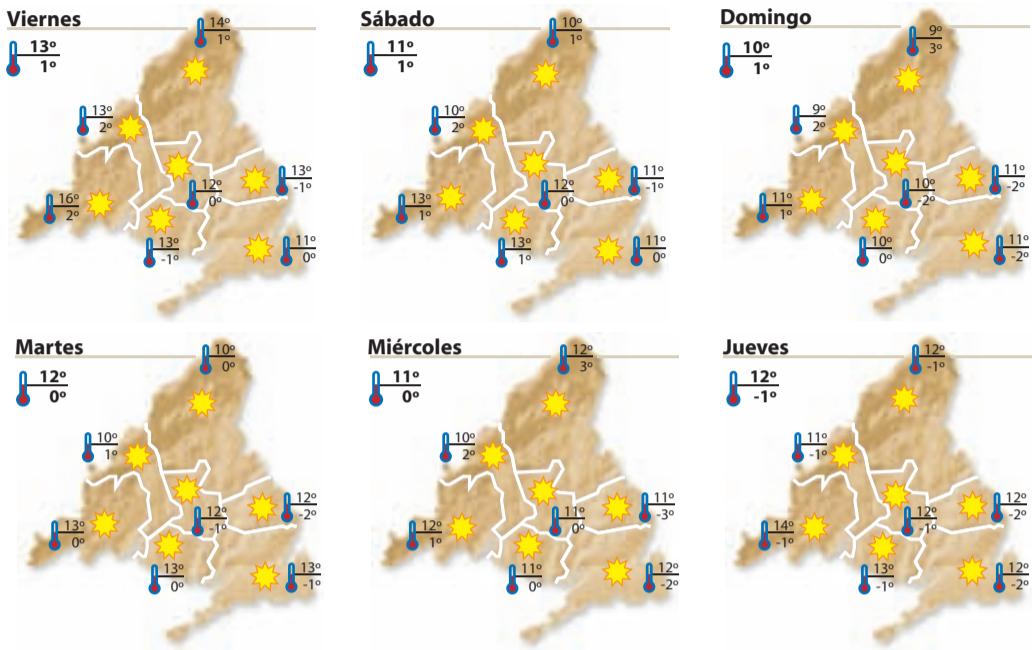 Viernes
13º
1º
14º
1º
13º
2º
13º
-1º
12º
0º
16º
2º
13º
-1º
11º
0º
Sábado
11º
1º
10º
1º
10º
2º
11º
-1º
12º
0º
13º
1º
13º
1º
11º
0º
Domingo
10º
1º
9º
3º
9º
2º
11º
-2º
10º
-2º
11º
1º
10º
0º
11º
-2º
Martes
12º
0º
10º
0º
10º
1º
12º
-2º
12º
-1º
13º
0º
13º
0º
13º
-1º
Miércoles
11º
0º
12º
3º
10º
2º
11º
-3º
11º
0º
12º
1º
11º
0º
12º
-2º
Jueves
12º
-1º
12º
-1º
11º
-1º
12º
-2º
12º
-1º
14º
-1º
13º
-1º
12º
-2º